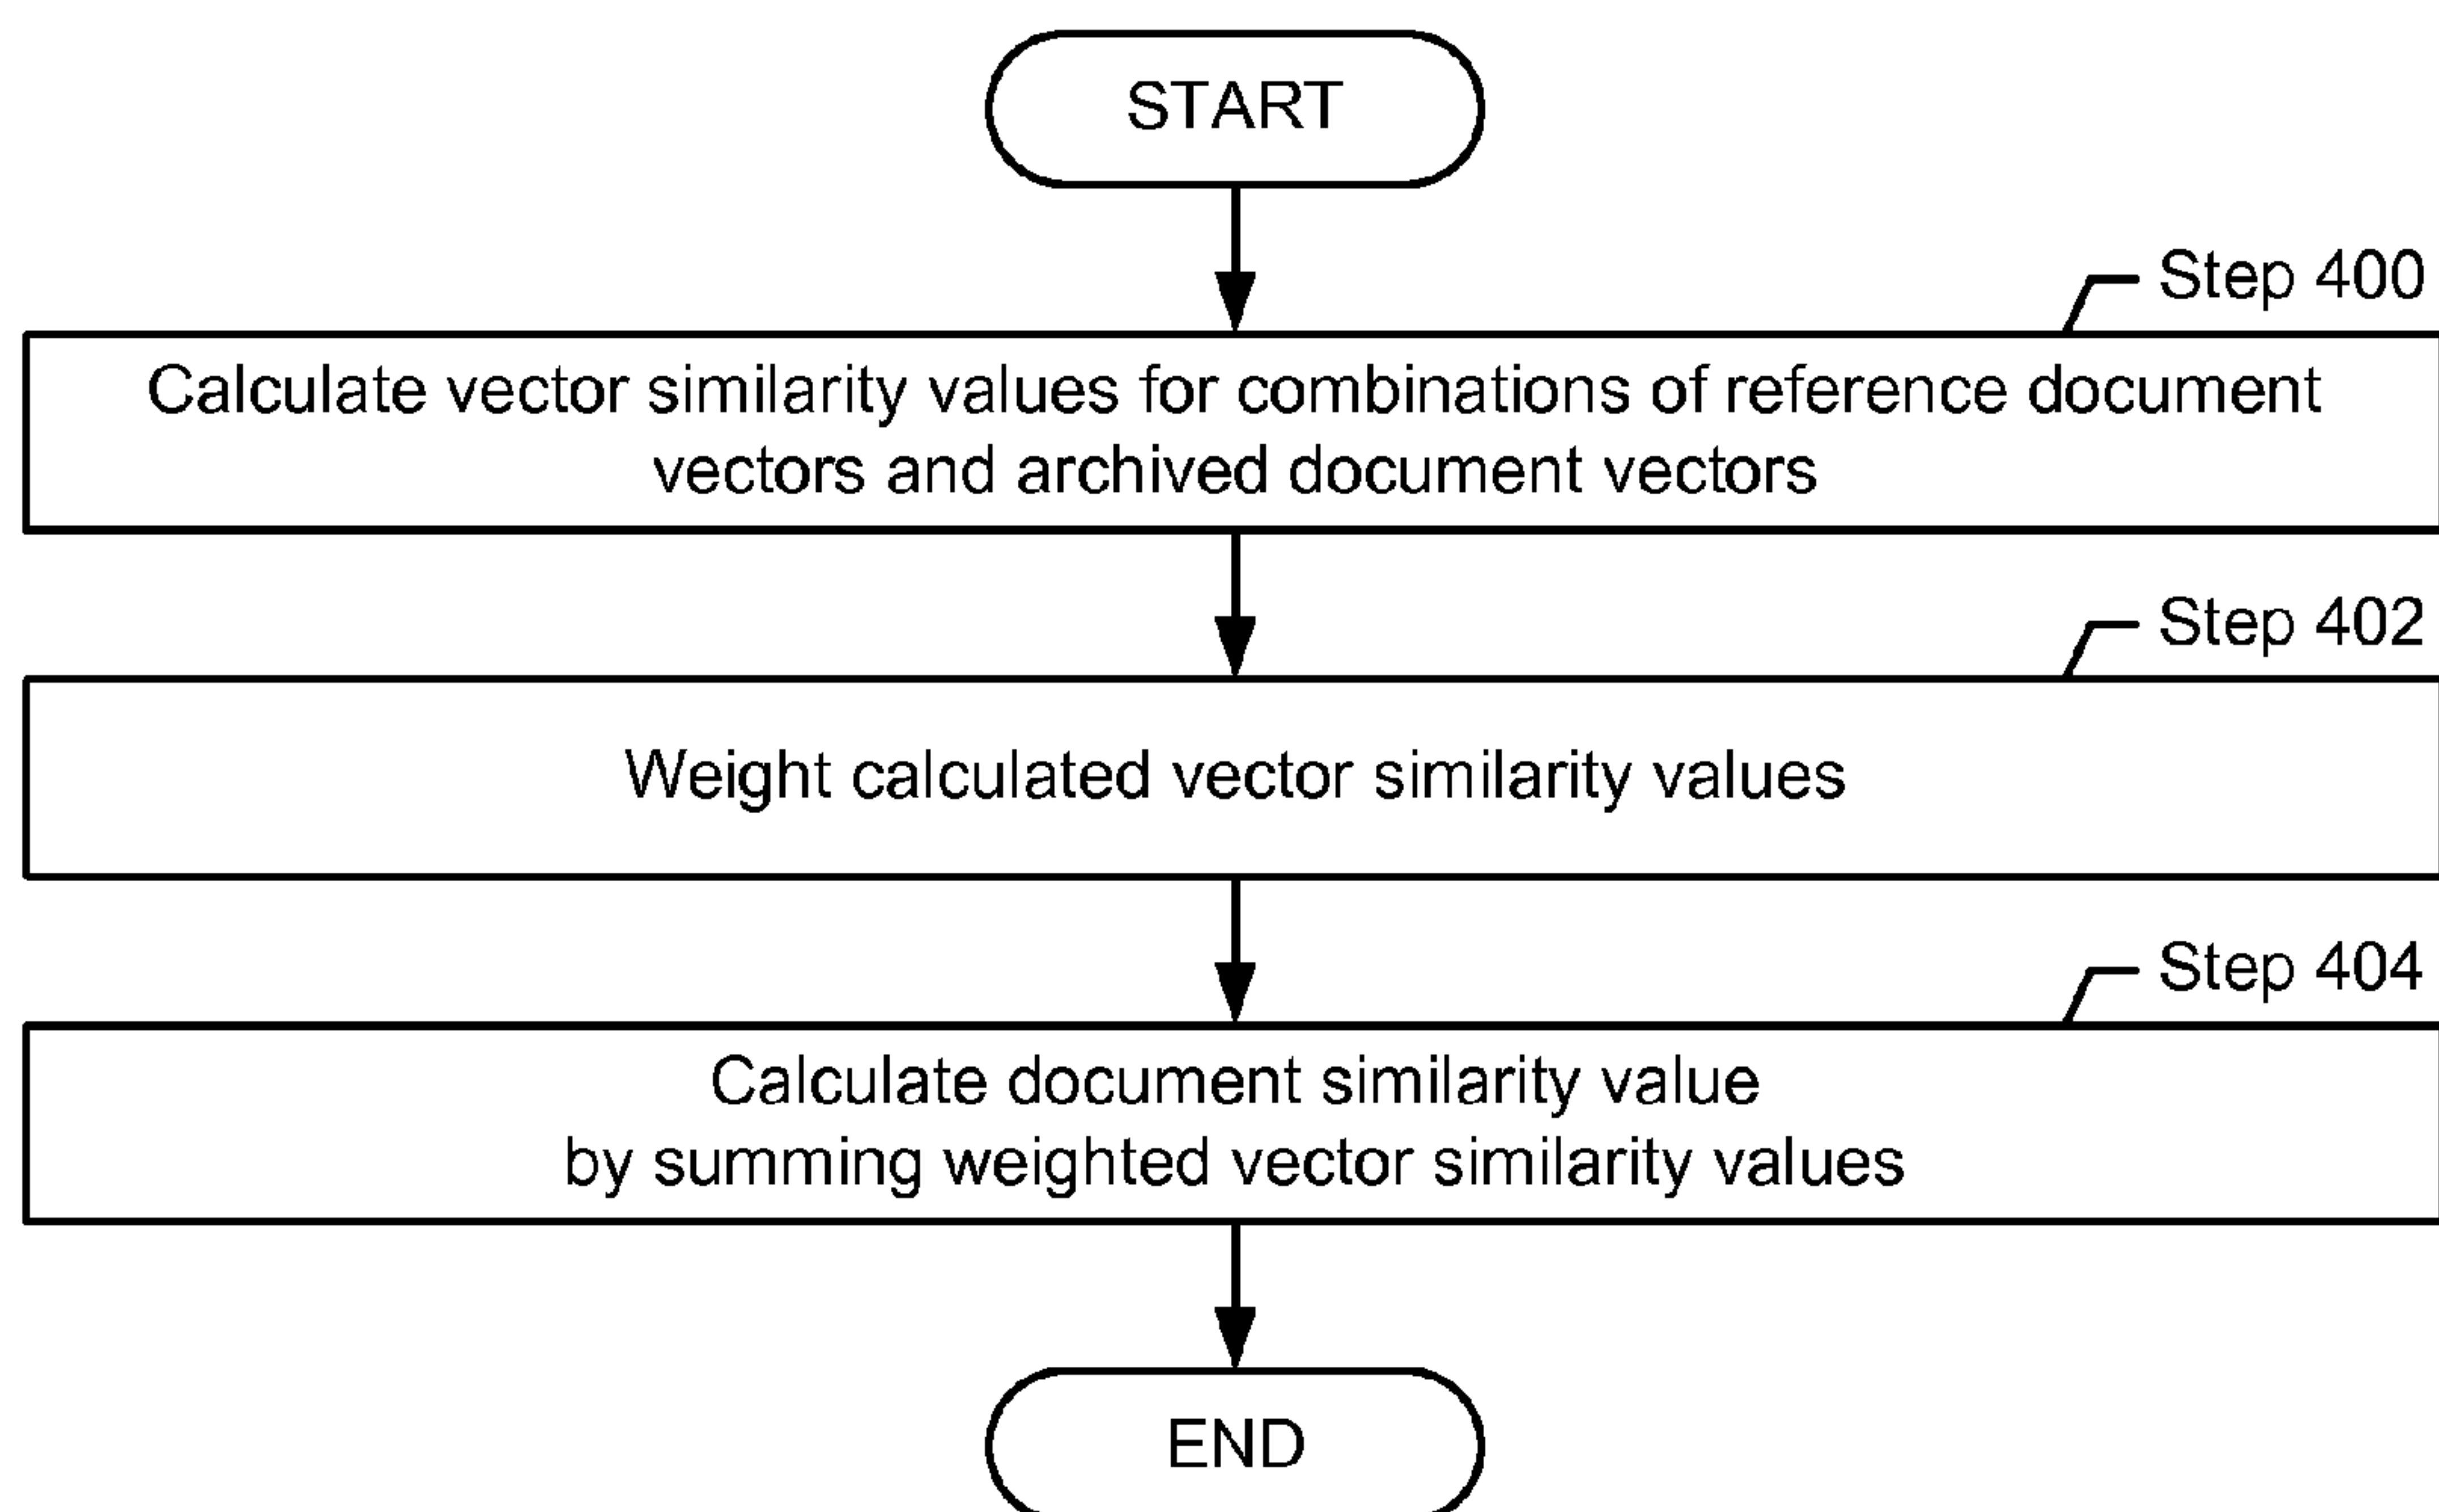 START
Step 400
Calculate vector similarity values for combinations of reference document
vectors and archived document vectors
Step 402
Weight calculated vector similarity values
Step 404
Calculate document similarity value
by summing weighted vector similarity values
END